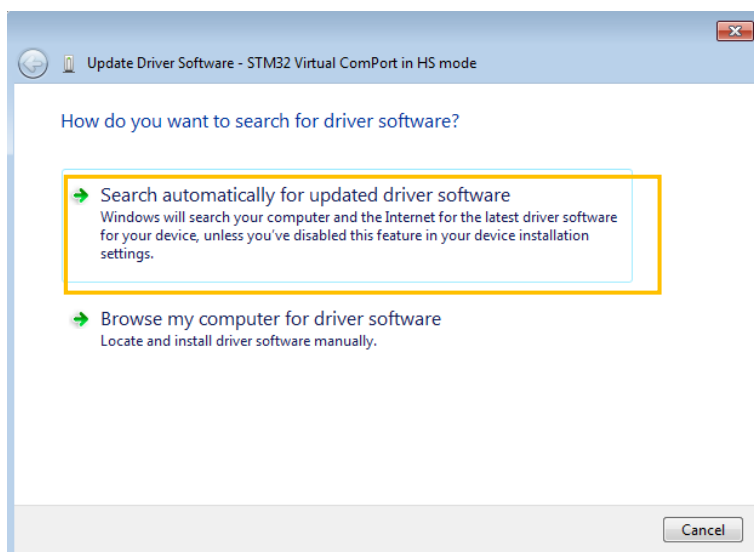 Update Driver Software - STM32 Virtual ComPort in HS mode
How do you want to search for driver software?
Search automatically for updated driver software
Windows will search your computer and the Internet for the latest driver software
for your device, unless you've disabled this feature in your device installation
settings.
Browse my computer for driver software
Locate and install driver software manually.
Cancel